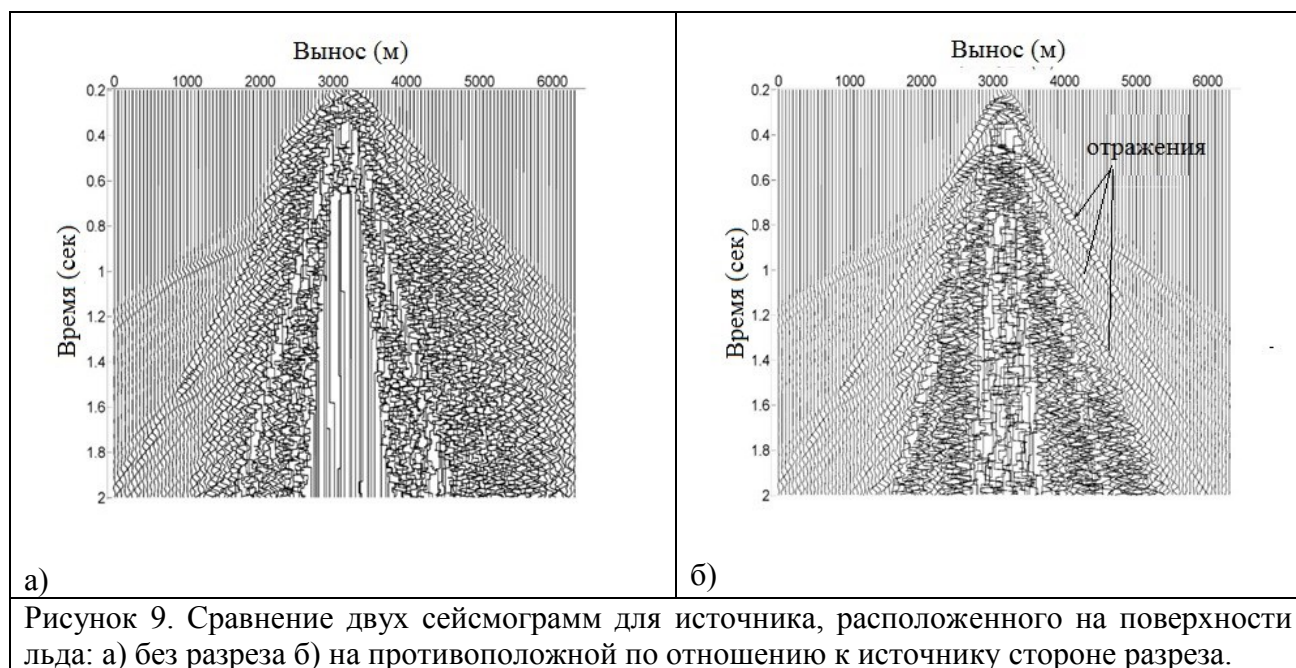 Вынос (м)
0 1000 2000 3000 4000 5000 6000
0.2
0.4
0.6
0.8
1
1.2
1.4
1.6
1.8
2
Время (сек)
а)
Вынос (м)
0 1000 2000 3000 4000 5000 6000
0.2
0.4
0.6
0.8
1
1.2
1.4
1.6
1.8
2
Время (сек)
отражения
б)
Рисунок 9. Сравнение двух сейсмограмм для источника, расположенного на поверхности
льда: а) без разреза б) на противоположной по отношению к источнику стороне разреза.